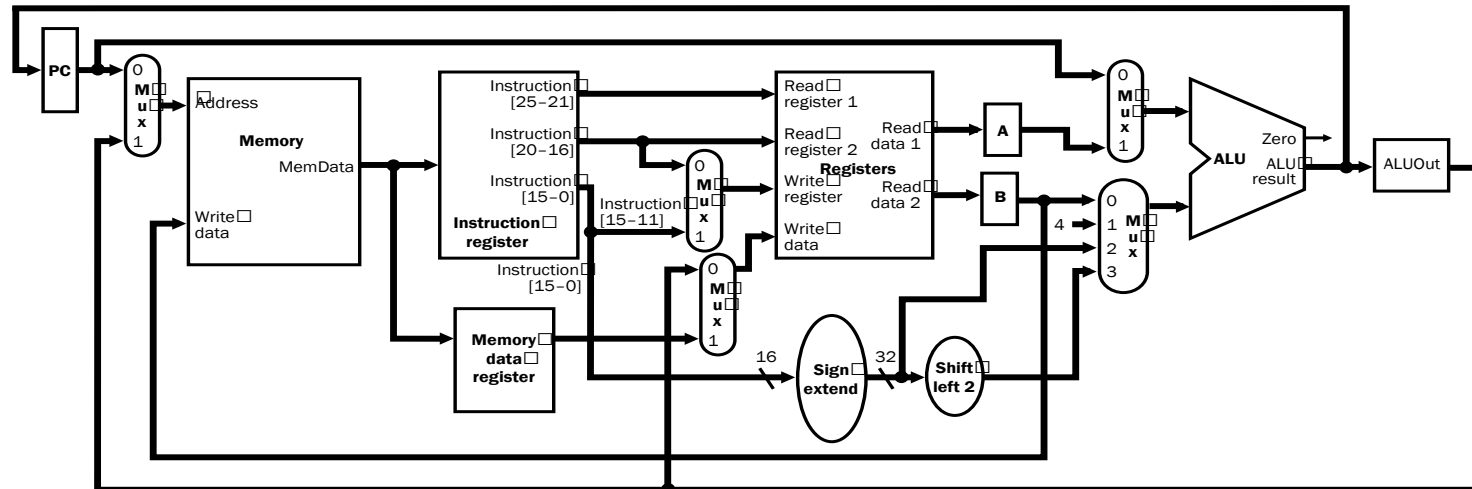 PC
0
M
u
x
1
Address
Memory
MemData
Write
data
Instruction
[25–21]
Instruction
[20–16]
Instruction
[15–0]
Instruction
register
Instruction
[15–11]
Instruction
[15–0]
Memory
data
register
0
M
u
x
1
0
M
u
x
1
Read
register 1
Read
register 2
Registers
Write
register
Write
data
Read
data 1
Read
data 2
16
Sign
extend
32
Shift
left 2
A
B
4
0
M
u
x
1
0
1
2
3
M
u
x
Zero
ALU
ALU
result
ALUOut